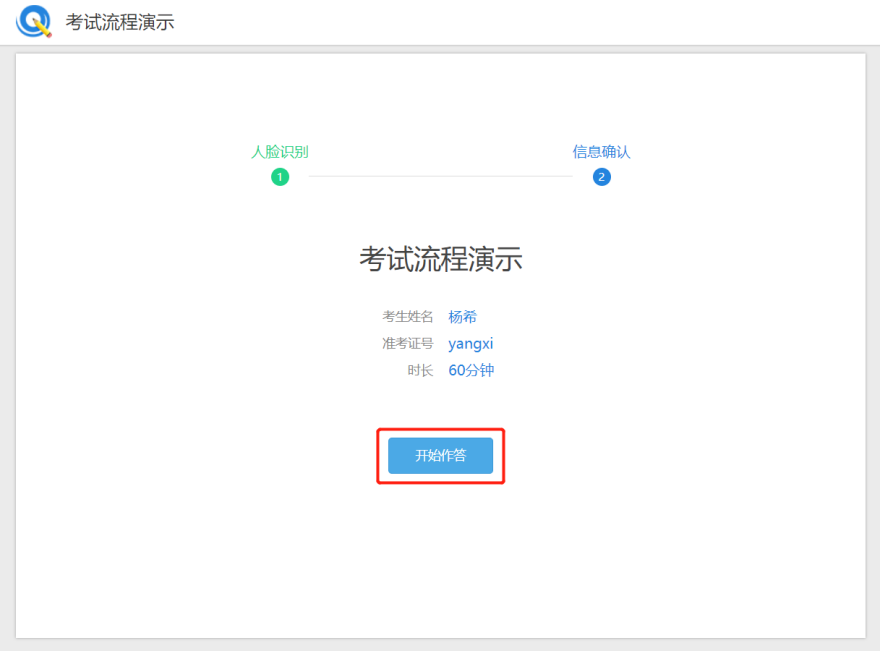 考试流程演示
人脸识别 信息确认
1 2
考试流程演示
考生姓名 杨希
准考证号 yangxi
时长 60分钟
开始作答